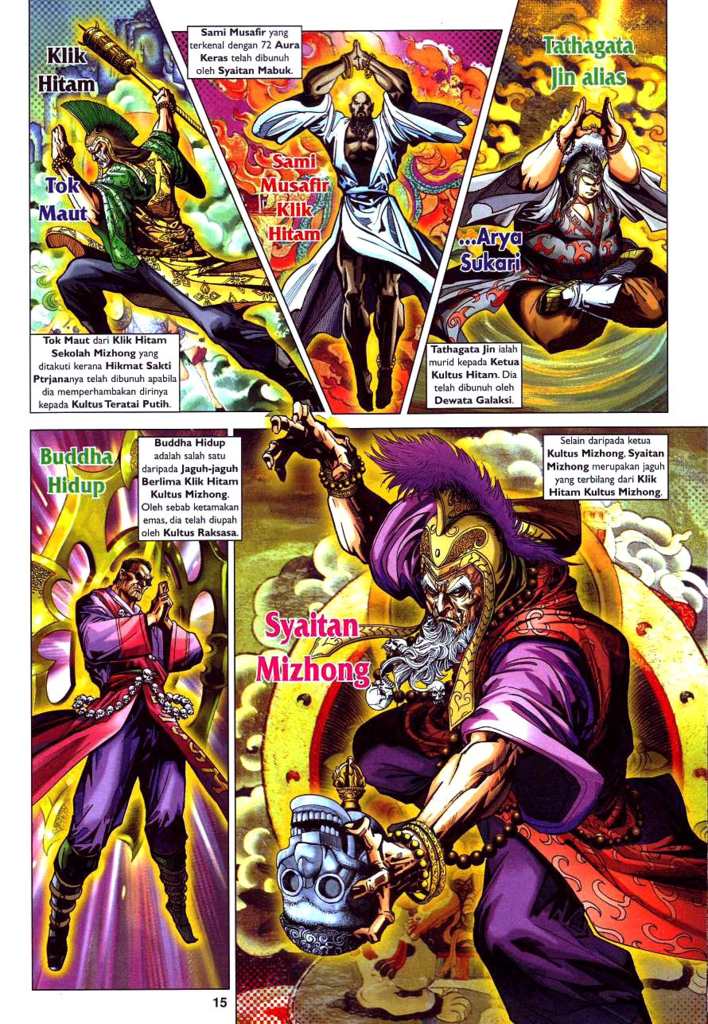 Klik
Hitam
Tok
Maut
Tok Maut dari Klik Hitam
Sekolah Mizhong yang
ditakuti kerana Hikmat Sakti
Ptrjananya telah dibunuh apabila
dia memperhambakan dirinya
kepada Kultus Teratai Putih.
Sami Musafir yang
terkenal dengan 72 Aura
Keras telah dibunuh
oleh Syaitan Mabuk.
Sami
Musafir
Klik
Hitam
Tathagata
Jin alias
...Arya
Sukari
Tathagata Jin ialah
murid kepada Ketua
Kultus Hitam. Dia
telah dibunuh oleh
Dewata Galaksi.
Buddha
Hidup
Buddha Hidup
adalah salah satu
daripada Jaguh-jaguh
Berlima Klik Hitam
Kultus Mizhong.
Oleh sebab ketamakan
emas, dia telah diupah
oleh Kultus Raksasa.
Selain daripada ketua
Kultus Mizhong, Syaitan
Mizhong merupakan jaguh
yang terbilang dari Klik
Hitam Kultus Mizhong.
Syaitan
Mizhong
15